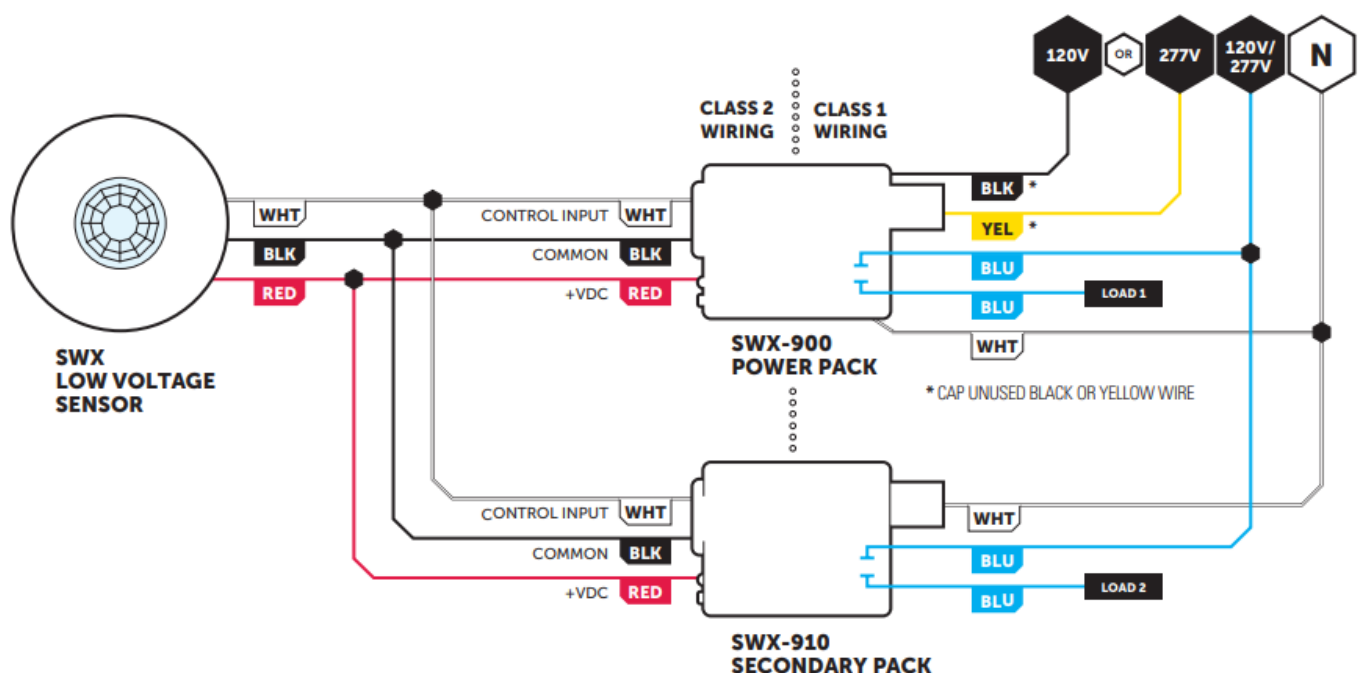 120V
OR
277V
120V/
277V
N
CLASS 2
WIRING
CLASS 1
WIRING
WHT
CONTROL INPUT
WHT
BLK
COMMON
BLK
RED
+VDC
RED
BLK *
YEL *
BLU
BLU
LOAD 1
WHT
SWX
LOW VOLTAGE
SENSOR
SWX-900
POWER PACK
* CAP UNUSED BLACK OR YELLOW WIRE
CONTROL INPUT
WHT
COMMON
BLK
+VDC
RED
WHT
BLU
BLU
LOAD 2
SWX-910
SECONDARY PACK